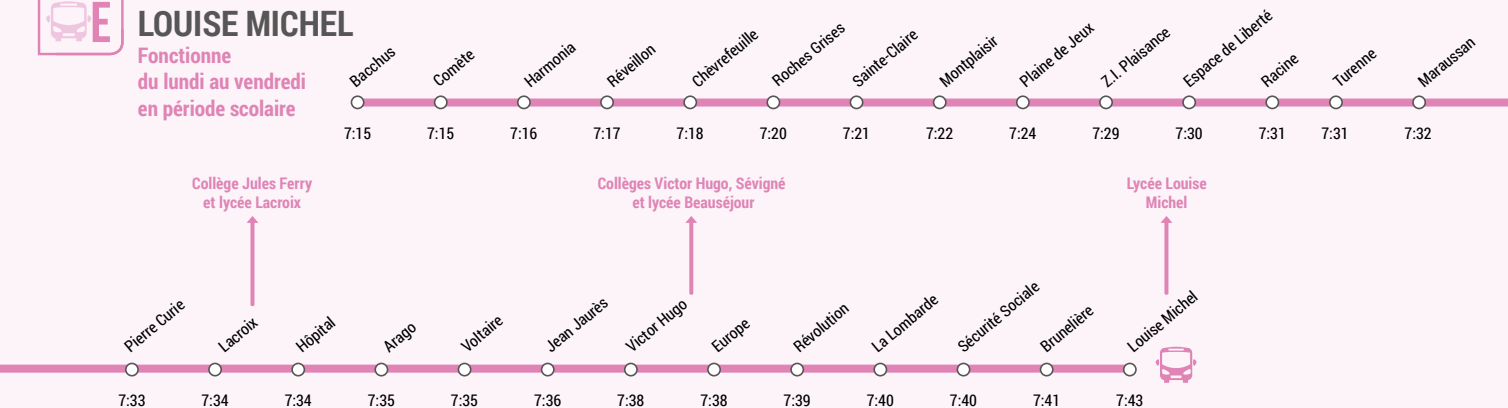 E
LOUISE MICHEL
Fonctionne
du lundi au vendredi
en période scolaire
Bacchus
Comète
Harmonia
Réveillon
Chèvrefeuille
Roches Grises
Sainte-Claire
Montplaisir
Plaine de Jeux
Z.I. Plaisance
Espace de Liberté
Racine
Turenne
Maraussan
7:15 7:15 7:16 7:17 7:18 7:20 7:21 7:22 7:24 7:29 7:30 7:31 7:31 7:32
Collège Jules Ferry
et lycée Lacroix
Collèges Victor Hugo, Sévigné
et lycée Beauséjour
Lycée Louise
Michel
Pierre Curie
Lacroix
Hôpital
Arago
Voltaire
Jean Jaurès
Victor Hugo
Europe
Révolution
La Lombarde
Sécurité Sociale
Brunelière
Louise Michel
7:33 7:34 7:34 7:35 7:35 7:36 7:38 7:38 7:39 7:40 7:40 7:41 7:43